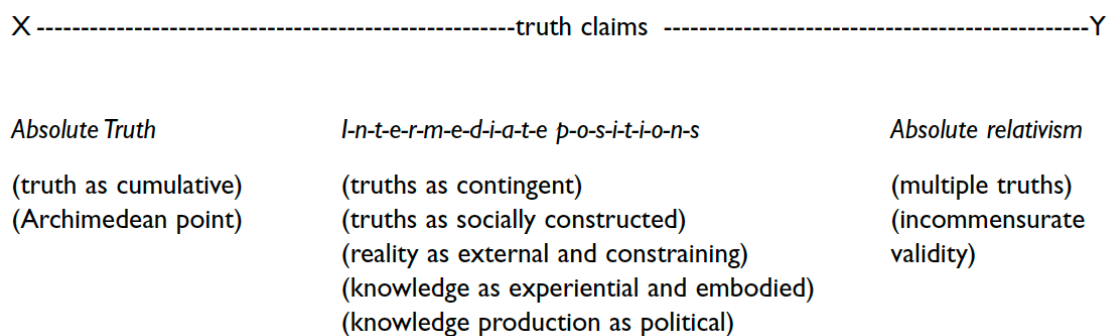 X ------------------------------------------------------truth claims ------------------------------------------------Y
Absolute Truth
(truth as cumulative)
(Archimedean point)
I-n-t-e-r-m-e-d-i-a-t-e p-o-s-i-t-i-o-n-s
(truths as contingent)
(truths as socially constructed)
(reality as external and constraining)
(knowledge as experiential and embodied)
(knowledge production as political)
Absolute relativism
(multiple truths)
(incommensurate
validity)